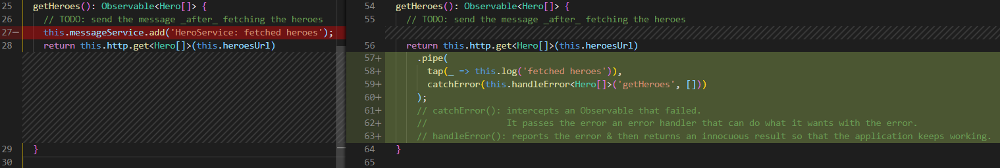 25 getHeroes(): Observable<Hero[]> {
26 // TODO: send the message _after_ fetching the heroes
27− this.messageService.add('HeroService: fetched heroes');
28 return this.http.get<Hero[]>(this.heroesUrl)
29 }
30
54 getHeroes(): Observable<Hero[]> {
55 // TODO: send the message _after_ fetching the heroes
56 return this.http.get<Hero[]>(this.heroesUrl)
57+ .pipe(
58+ tap(_ => this.log('fetched heroes')),
59+ catchError(this.handleError<Hero[]>('getHeroes', []))
60+ );
61+ // catchError(): intercepts an Observable that failed.
62+ // It passes the error an error handler that can do what it wants with the error.
63+ // handleError(): reports the error & then returns an innocuous result so that the application keeps working.
64 }
65